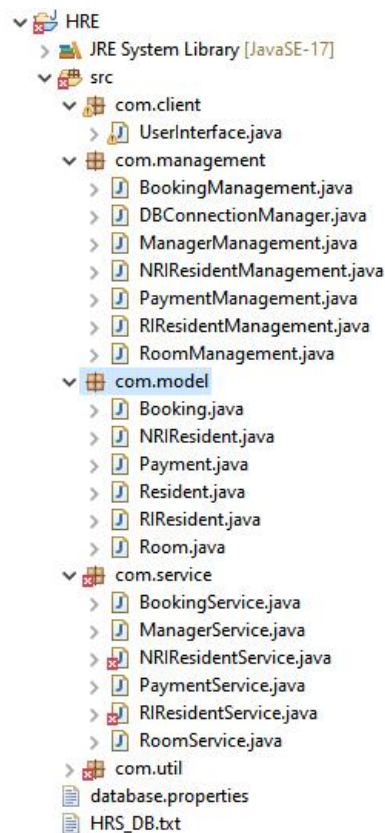 HRE
JRE System Library [JavaSE-17]
src
com.client
UserInterface.java
com.management
BookingManagement.java
DBConnectionManager.java
ManagerManagement.java
NRIResidentManagement.java
PaymentManagement.java
RIResidentManagement.java
RoomManagement.java
com.model
Booking.java
NRIResident.java
Payment.java
Resident.java
RIResident.java
Room.java
com.service
BookingService.java
ManagerService.java
NRIResidentService.java
PaymentService.java
RIResidentService.java
RoomService.java
com.util
database.properties
HRS_DB.txt